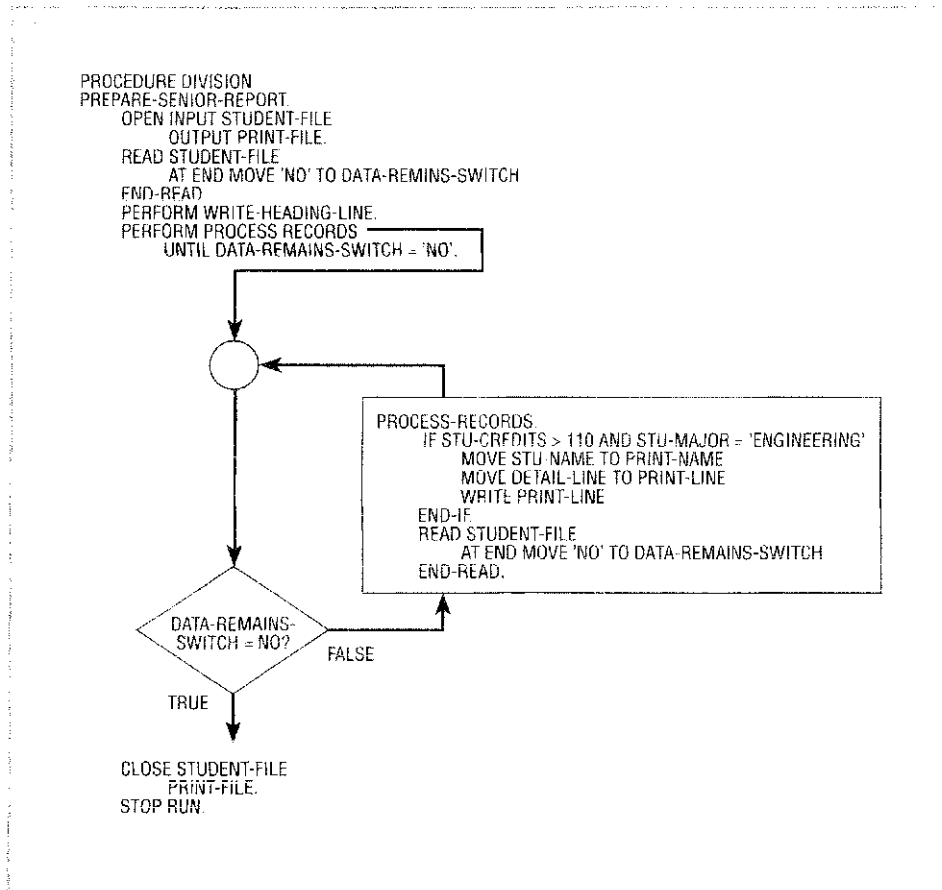 PROCEDURE DIVISION
PREPARE-SENIOR-REPORT.
OPEN INPUT STUDENT-FILE
OUTPUT PRINT-FILE.
READ STUDENT-FILE
AT END MOVE 'NO' TO DATA-REMINS-SWITCH
END-READ
PERFORM WRITE-HEADING-LINE.
PERFORM PROCESS RECORDS
UNTIL DATA-REMAINS-SWITCH = 'NO'.
PROCESS-RECORDS.
IF STU-CREDITS > 110 AND STU-MAJOR = 'ENGINEERING'
MOVE STU-NAME TO PRINT-NAME
MOVE DETAIL-LINE TO PRINT-LINE
WRITE PRINT-LINE
END-IF.
READ STUDENT-FILE
AT END MOVE 'NO' TO DATA-REMAINS-SWITCH
END-READ.
DATA-REMAINS-
SWITCH = NO?
FALSE
TRUE
CLOSE STUDENT-FILE
PRINT-FILE.
STOP RUN.